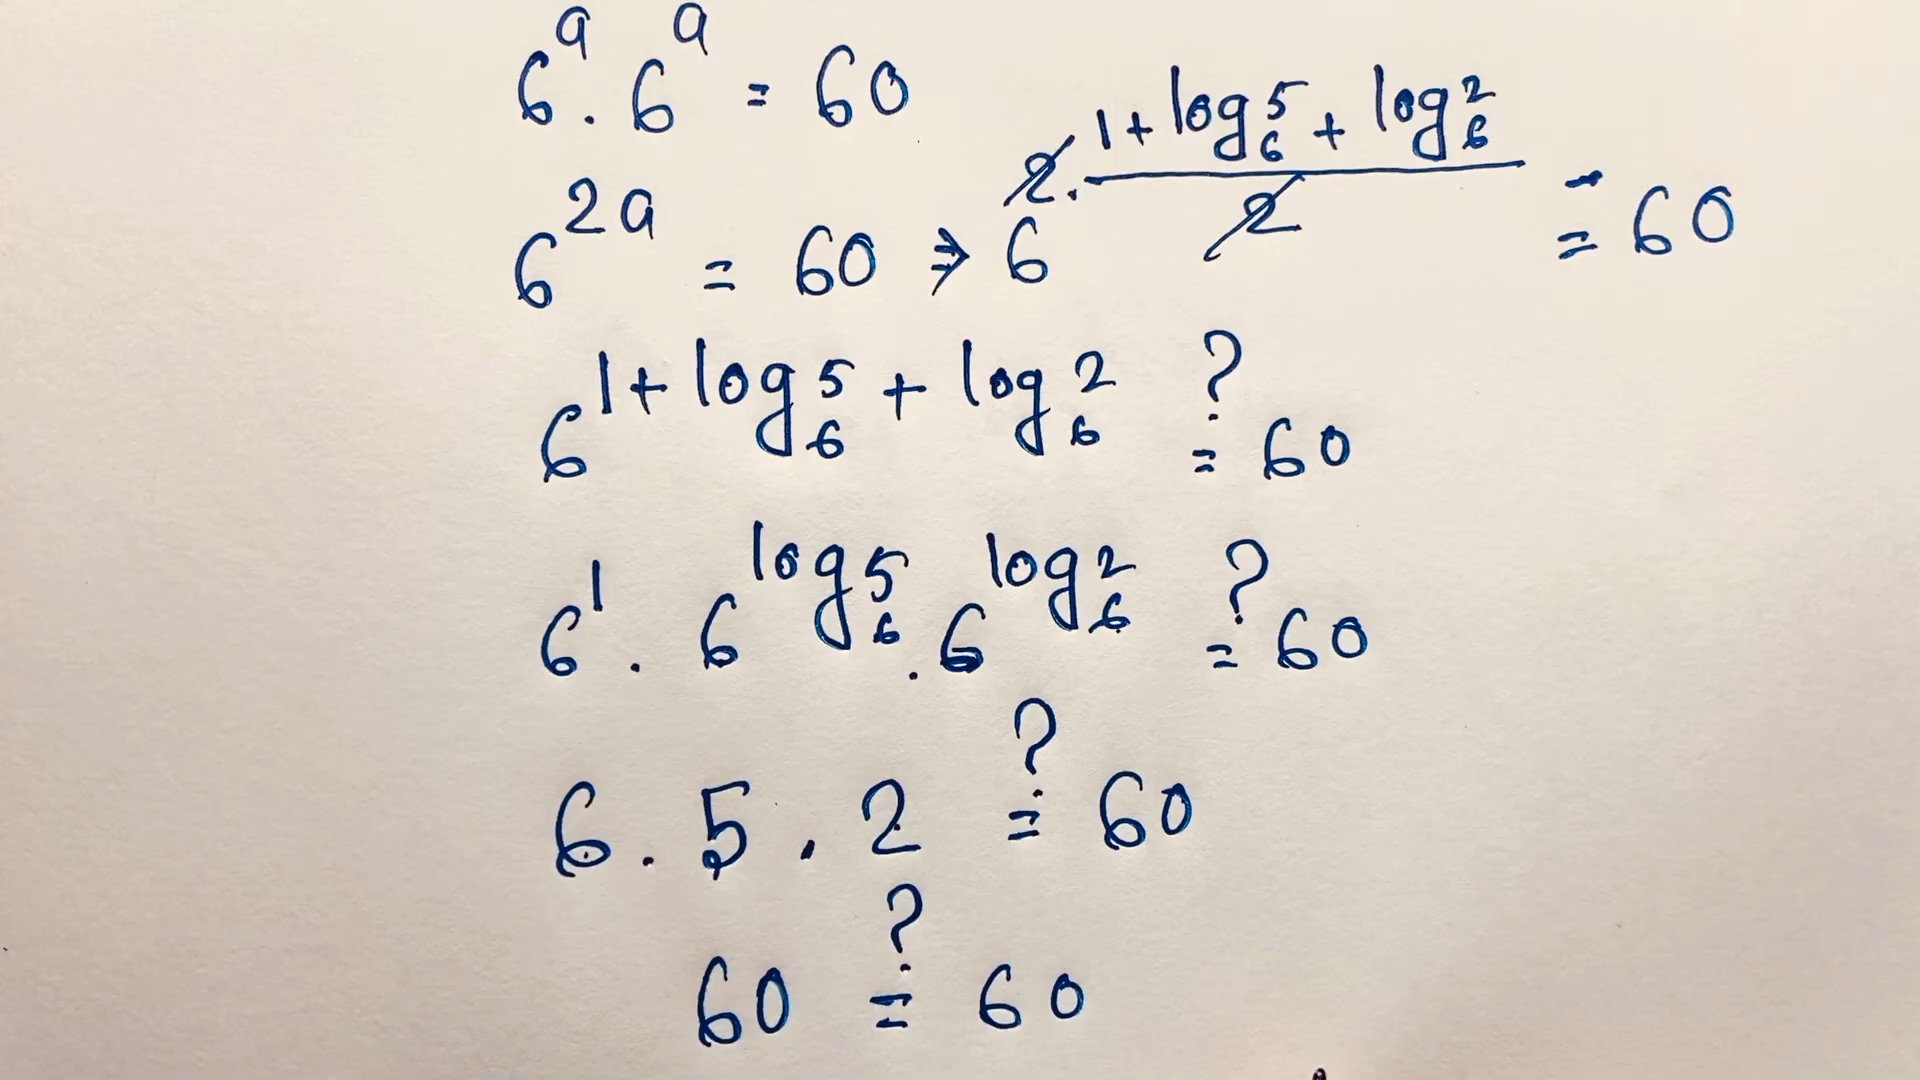 6^a . 6^a = 60
6^{2a} = 60 ⇒ 6^{2 . \frac{1 + log_6^5 + log_6^2}{2}} = 60
6^{1 + log_6^5 + log_6^2} ?= 60
6^1 . 6^{log_6^5} . 6^{log_6^2} ?= 60
6 . 5 . 2 ?= 60
60 ?= 60